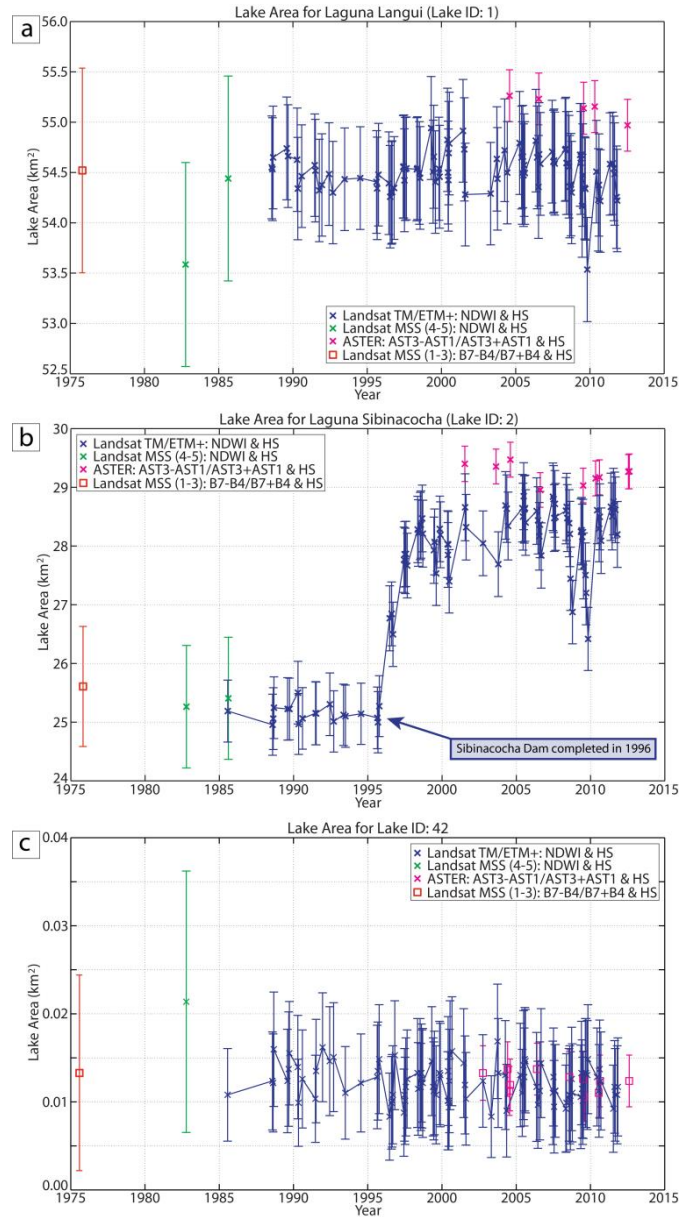 a
Lake Area for Laguna Langui (Lake ID: 1)
56.0
55.5
55.0
54.5
54.0
53.5
53.0
52.5
Lake Area (km²)
Landsat TM/ETM+: NDWI & HS
Landsat MSS (4-5): NDWI & HS
ASTER: AST3-AST1/AST3+AST1 & HS
Landsat MSS (1-3): B7-B4/B7+B4 & HS
1975 1980 1985 1990 1995 2000 2005 2010 2015
Year
b
Lake Area for Laguna Sibinacocha (Lake ID: 2)
30
29
28
27
26
25
24
Lake Area (km²)
Landsat TM/ETM+: NDWI & HS
Landsat MSS (4-5): NDWI & HS
ASTER: AST3-AST1/AST3+AST1 & HS
Landsat MSS (1-3): B7-B4/B7+B4 & HS
Sibinacocha Dam completed in 1996
1975 1980 1985 1990 1995 2000 2005 2010 2015
Year
c
Lake Area for Lake ID: 42
0.04
0.03
0.02
0.01
0.00
Lake Area (km²)
Landsat TM/ETM+: NDWI & HS
Landsat MSS (4-5): NDWI & HS
ASTER: AST3-AST1/AST3+AST1 & HS
Landsat MSS (1-3): B7-B4/B7+B4 & HS
1975 1980 1985 1990 1995 2000 2005 2010 2015
Year